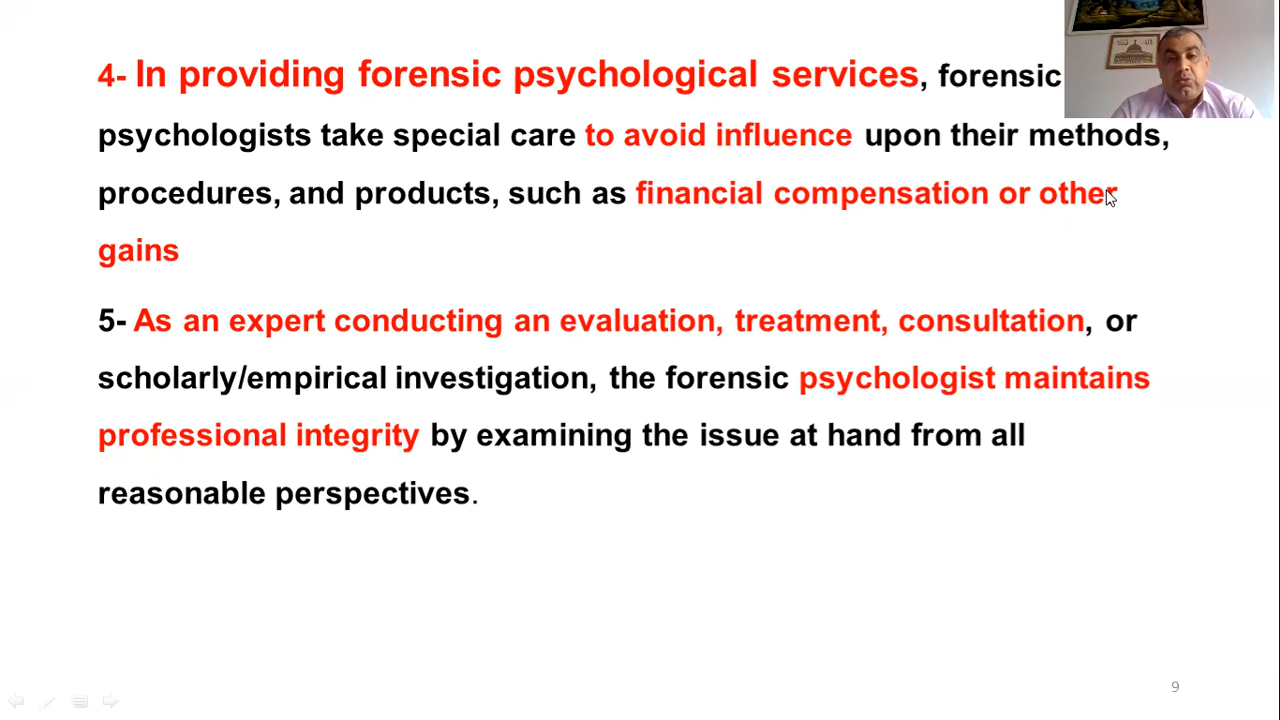 4- In providing forensic psychological services, forensic
psychologists take special care to avoid influence upon their methods,
procedures, and products, such as financial compensation or other
gains
5- As an expert conducting an evaluation, treatment, consultation, or
scholarly/empirical investigation, the forensic psychologist maintains
professional integrity by examining the issue at hand from all
reasonable perspectives.
9